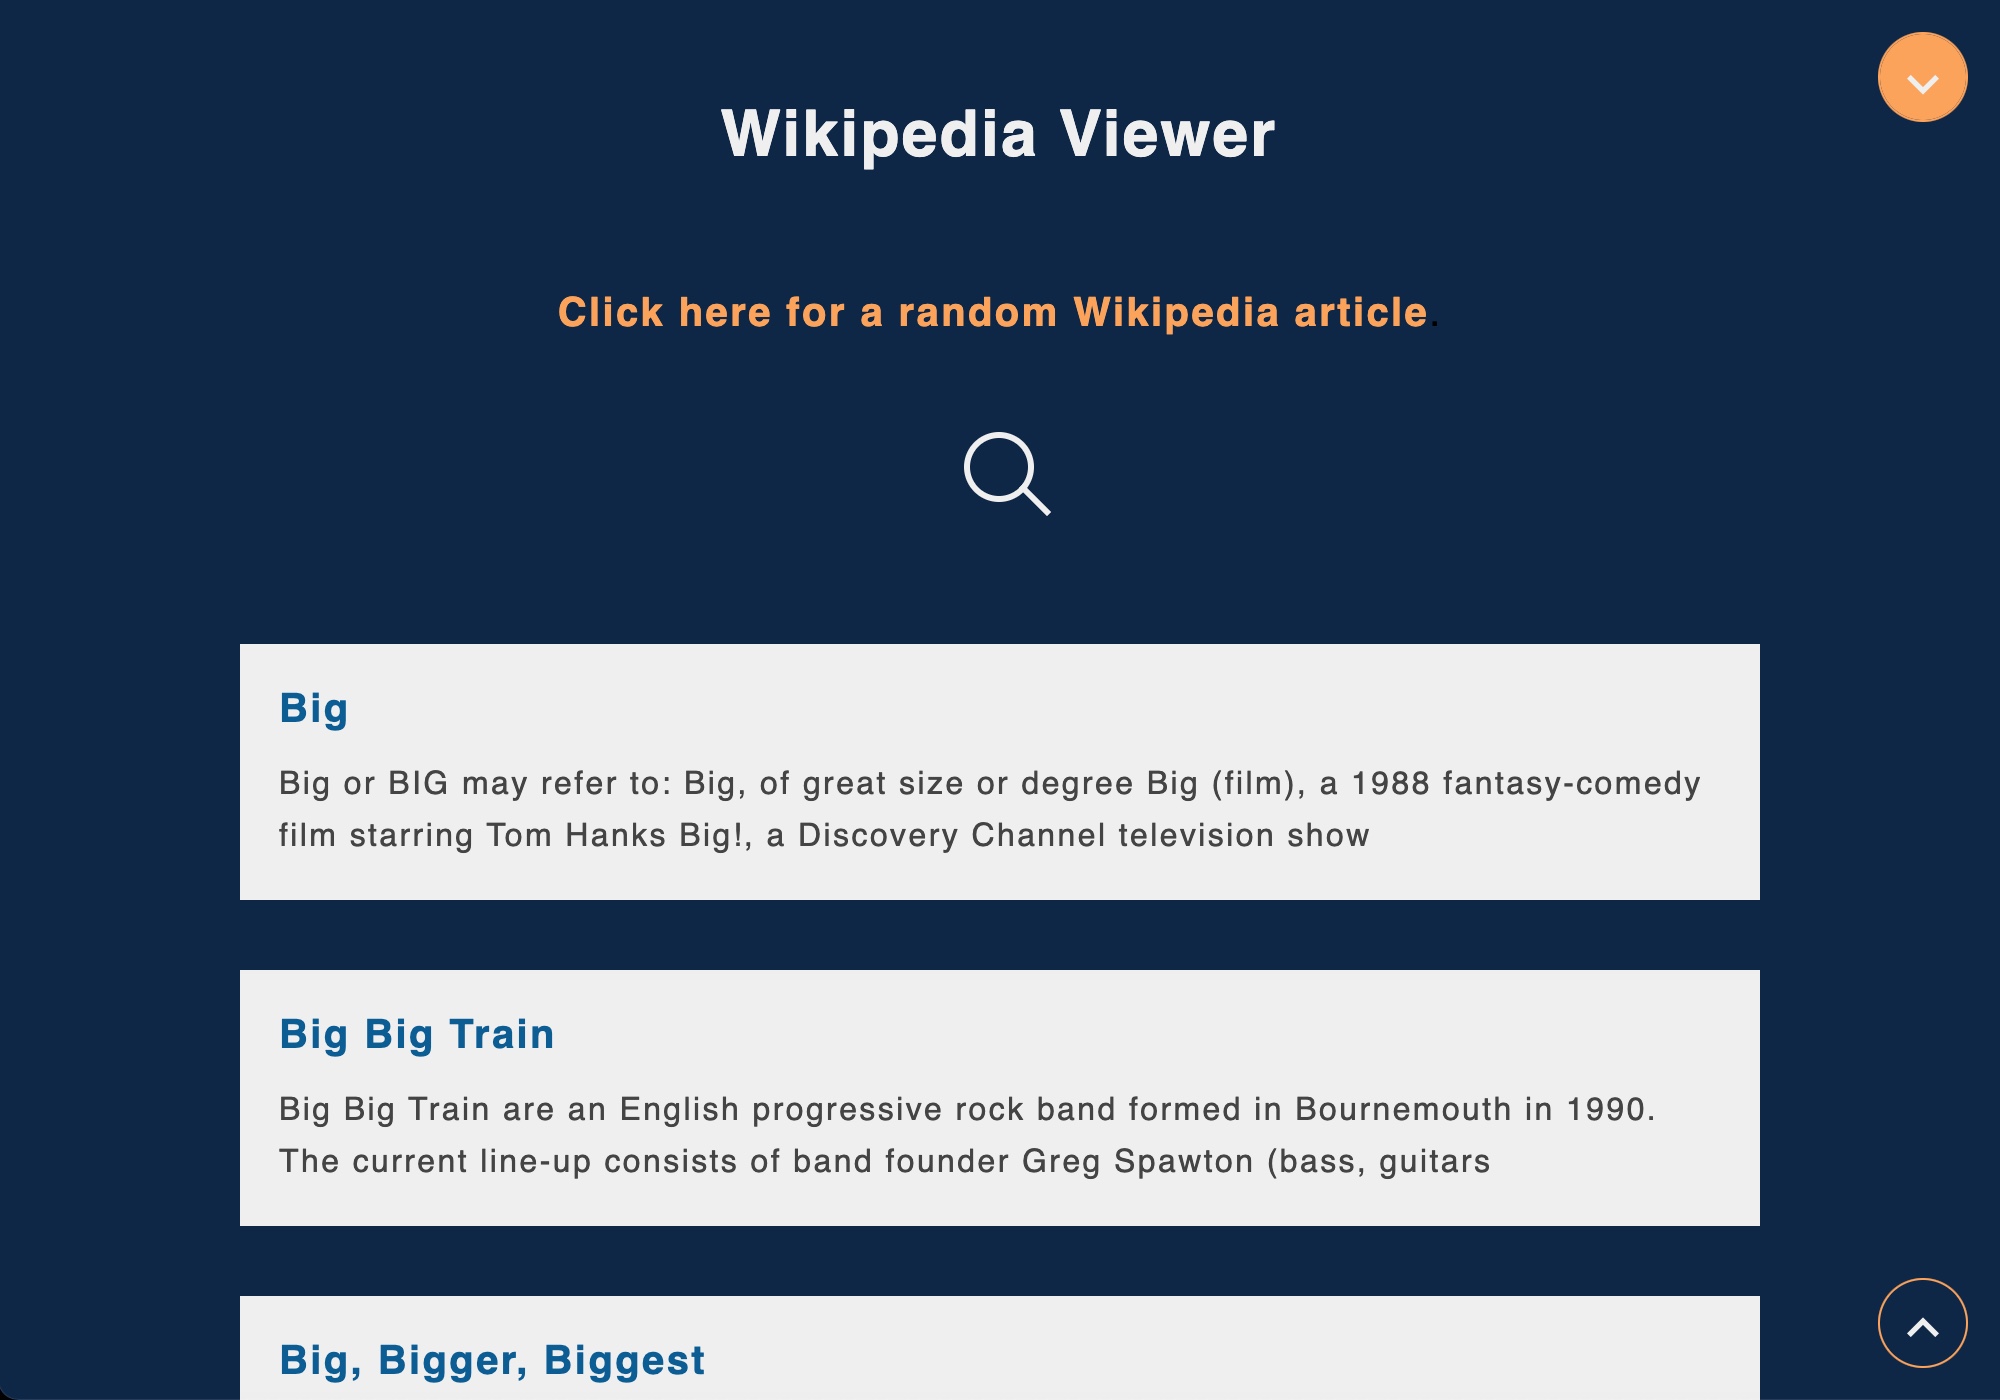 Wikipedia Viewer
Click here for a random Wikipedia article.
Big
Big or BIG may refer to: Big, of great size or degree Big (film), a 1988 fantasy-comedy
film starring Tom Hanks Big!, a Discovery Channel television show
Big Big Train
Big Big Train are an English progressive rock band formed in Bournemouth in 1990.
The current line-up consists of band founder Greg Spawton (bass, guitars
Big, Bigger, Biggest